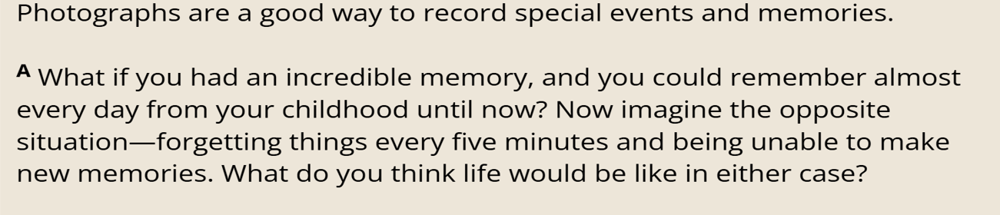 Photographs are a good way to record special events and memories.
A What if you had an incredible memory, and you could remember almost
every day from your childhood until now? Now imagine the opposite
situation—forgetting things every five minutes and being unable to make
new memories. What do you think life would be like in either case?